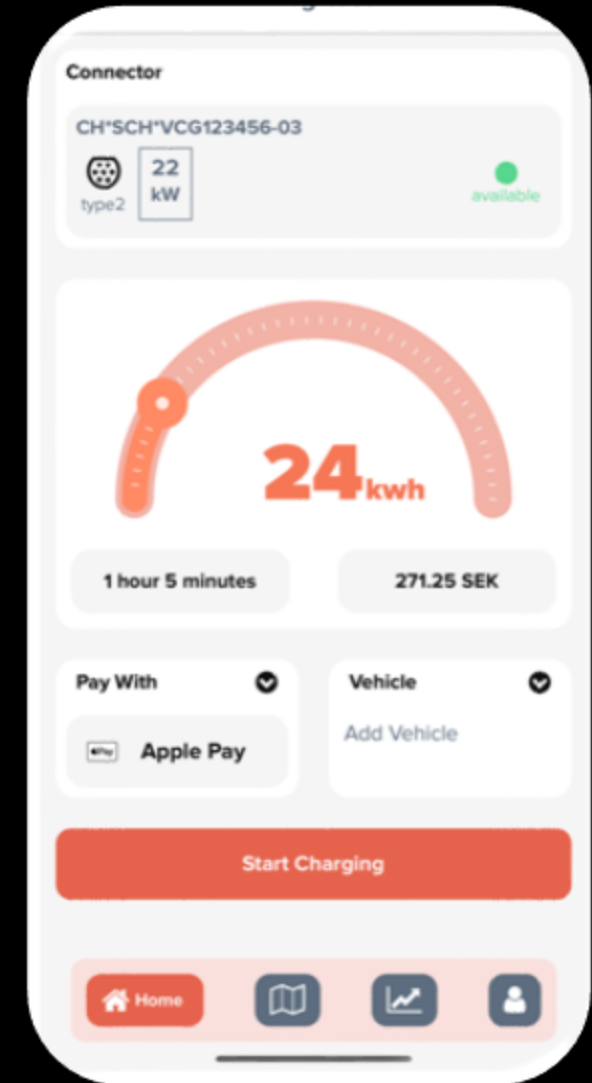 Connector
CH*SCH*VCG123456-03
22
kW
type2
available
24kwh
1 hour 5 minutes
271.25 SEK
Pay With
Vehicle
Pay
Apple Pay
Add Vehicle
Start Charging
Home